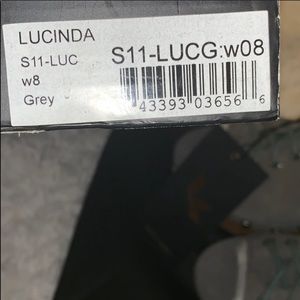 LUCINDA
S11-LUC
w8
Grey
S11-LUCG:w08
43393 03656 6